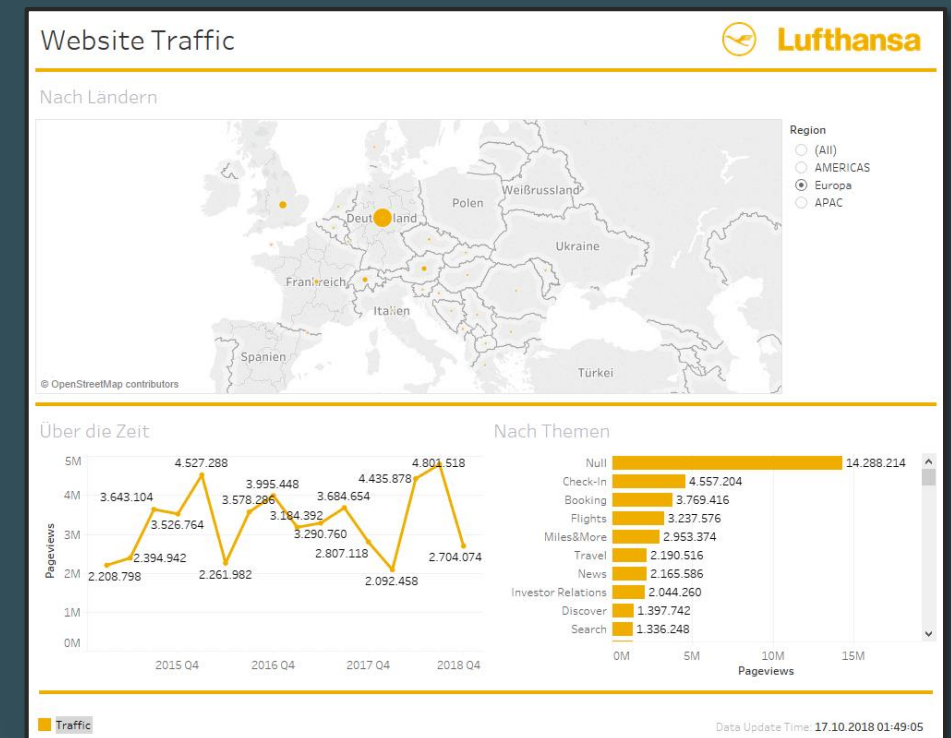 Website Traffic
Lufthansa
Nach Ländern
Region
(All)
AMERICAS
Europa
APAC
Weißrussland
Polen
Deutschland
Ukraine
Frankreich
Italien
Spanien
Türkei
© OpenStreetMap contributors
Über die Zeit
5M
4M
3M
2M
1M
0M
Pageviews
2.208.798
2.394.942
3.643.104
3.526.764
4.527.288
2.261.982
3.578.286
3.995.448
3.184.392
3.290.760
3.684.654
2.807.118
2.092.458
4.435.878
4.801.518
2.704.074
2015 Q4 2016 Q4 2017 Q4 2018 Q4
Nach Themen
Null 14.288.214
Check-In 4.557.204
Booking 3.769.416
Flights 3.237.576
Miles&More 2.953.374
Travel 2.190.516
News 2.165.586
Investor Relations 2.044.260
Discover 1.397.742
Search 1.336.248
0M 5M 10M 15M
Pageviews
Traffic
Data Update Time: 17.10.2018 01:49:05